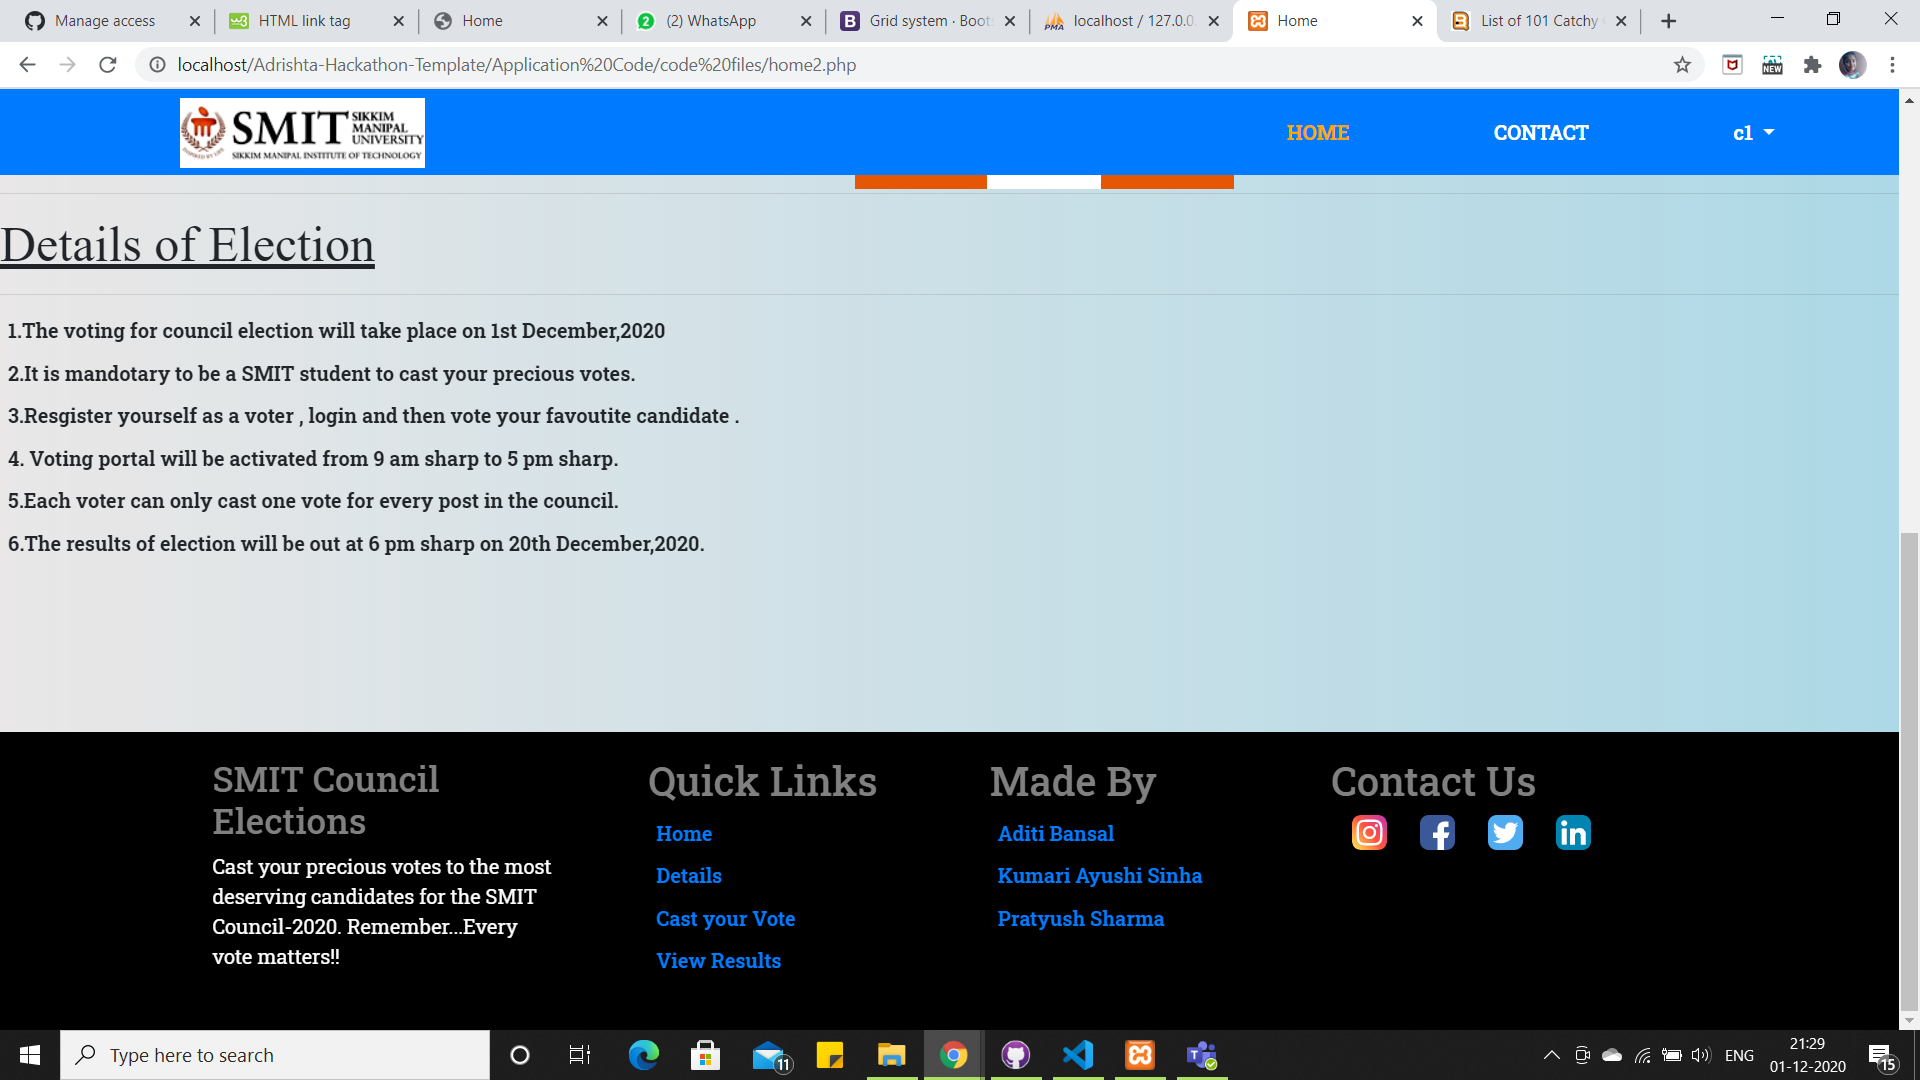 Manage access
HTML link tag
Home
(2) WhatsApp
Grid system · Boot
localhost / 127.0.0
Home
List of 101 Catchy
localhost/Adrishta-Hackathon-Template/Application%20Code/code%20files/home2.php
NEW
SMIT SIKKIM MANIPAL UNIVERSITY
SIKKIM MANIPAL INSTITUTE OF TECHNOLOGY
INSPIRED BY LIFE
HOME
CONTACT
c1
Details of Election
1.The voting for council election will take place on 1st December,2020
2.It is mandotary to be a SMIT student to cast your precious votes.
3.Resgister yourself as a voter , login and then vote your favoutite candidate .
4. Voting portal will be activated from 9 am sharp to 5 pm sharp.
5.Each voter can only cast one vote for every post in the council.
6.The results of election will be out at 6 pm sharp on 20th December,2020.
SMIT Council
Elections
Cast your precious votes to the most
deserving candidates for the SMIT
Council-2020. Remember...Every
vote matters!!
Quick Links
Home
Details
Cast your Vote
View Results
Made By
Aditi Bansal
Kumari Ayushi Sinha
Pratyush Sharma
Contact Us
Type here to search
11
ENG
21:29
01-12-2020
15